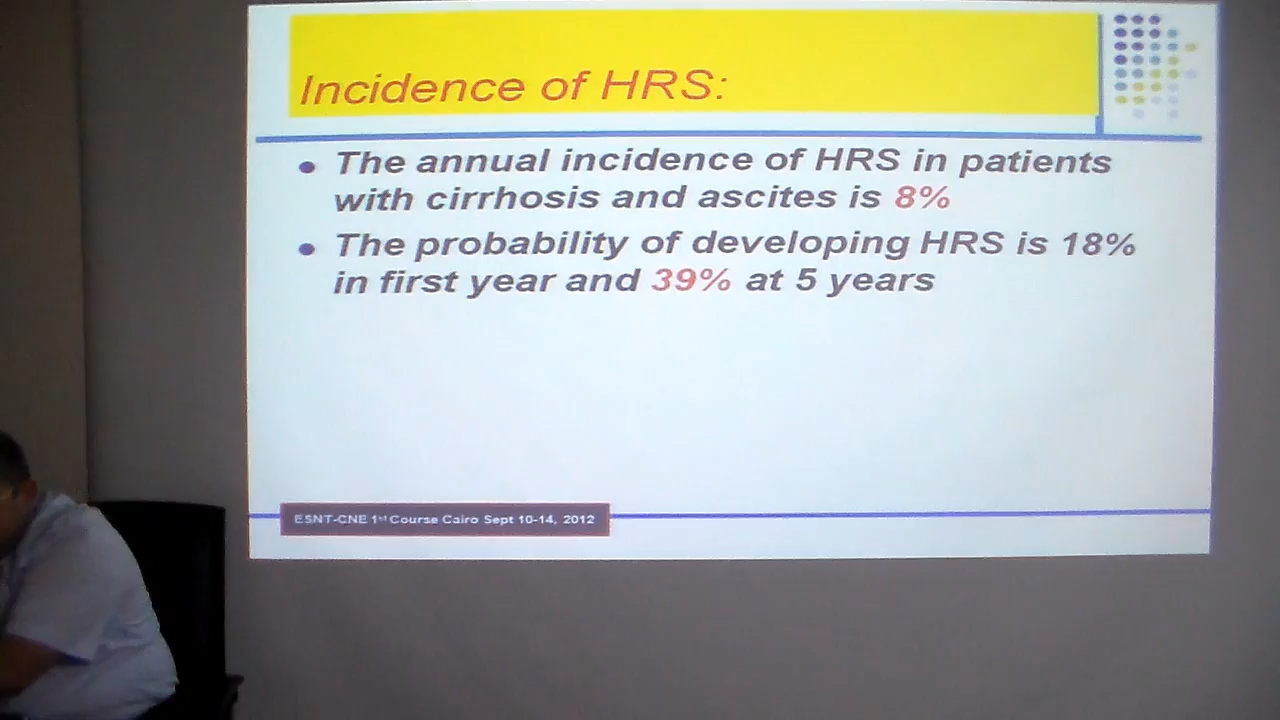 Incidence of HRS:
• The annual incidence of HRS in patients
with cirrhosis and ascites is 8%
• The probability of developing HRS is 18%
in first year and 39% at 5 years
ESNT-CNE 1st Course Cairo Sept 10-14, 2012